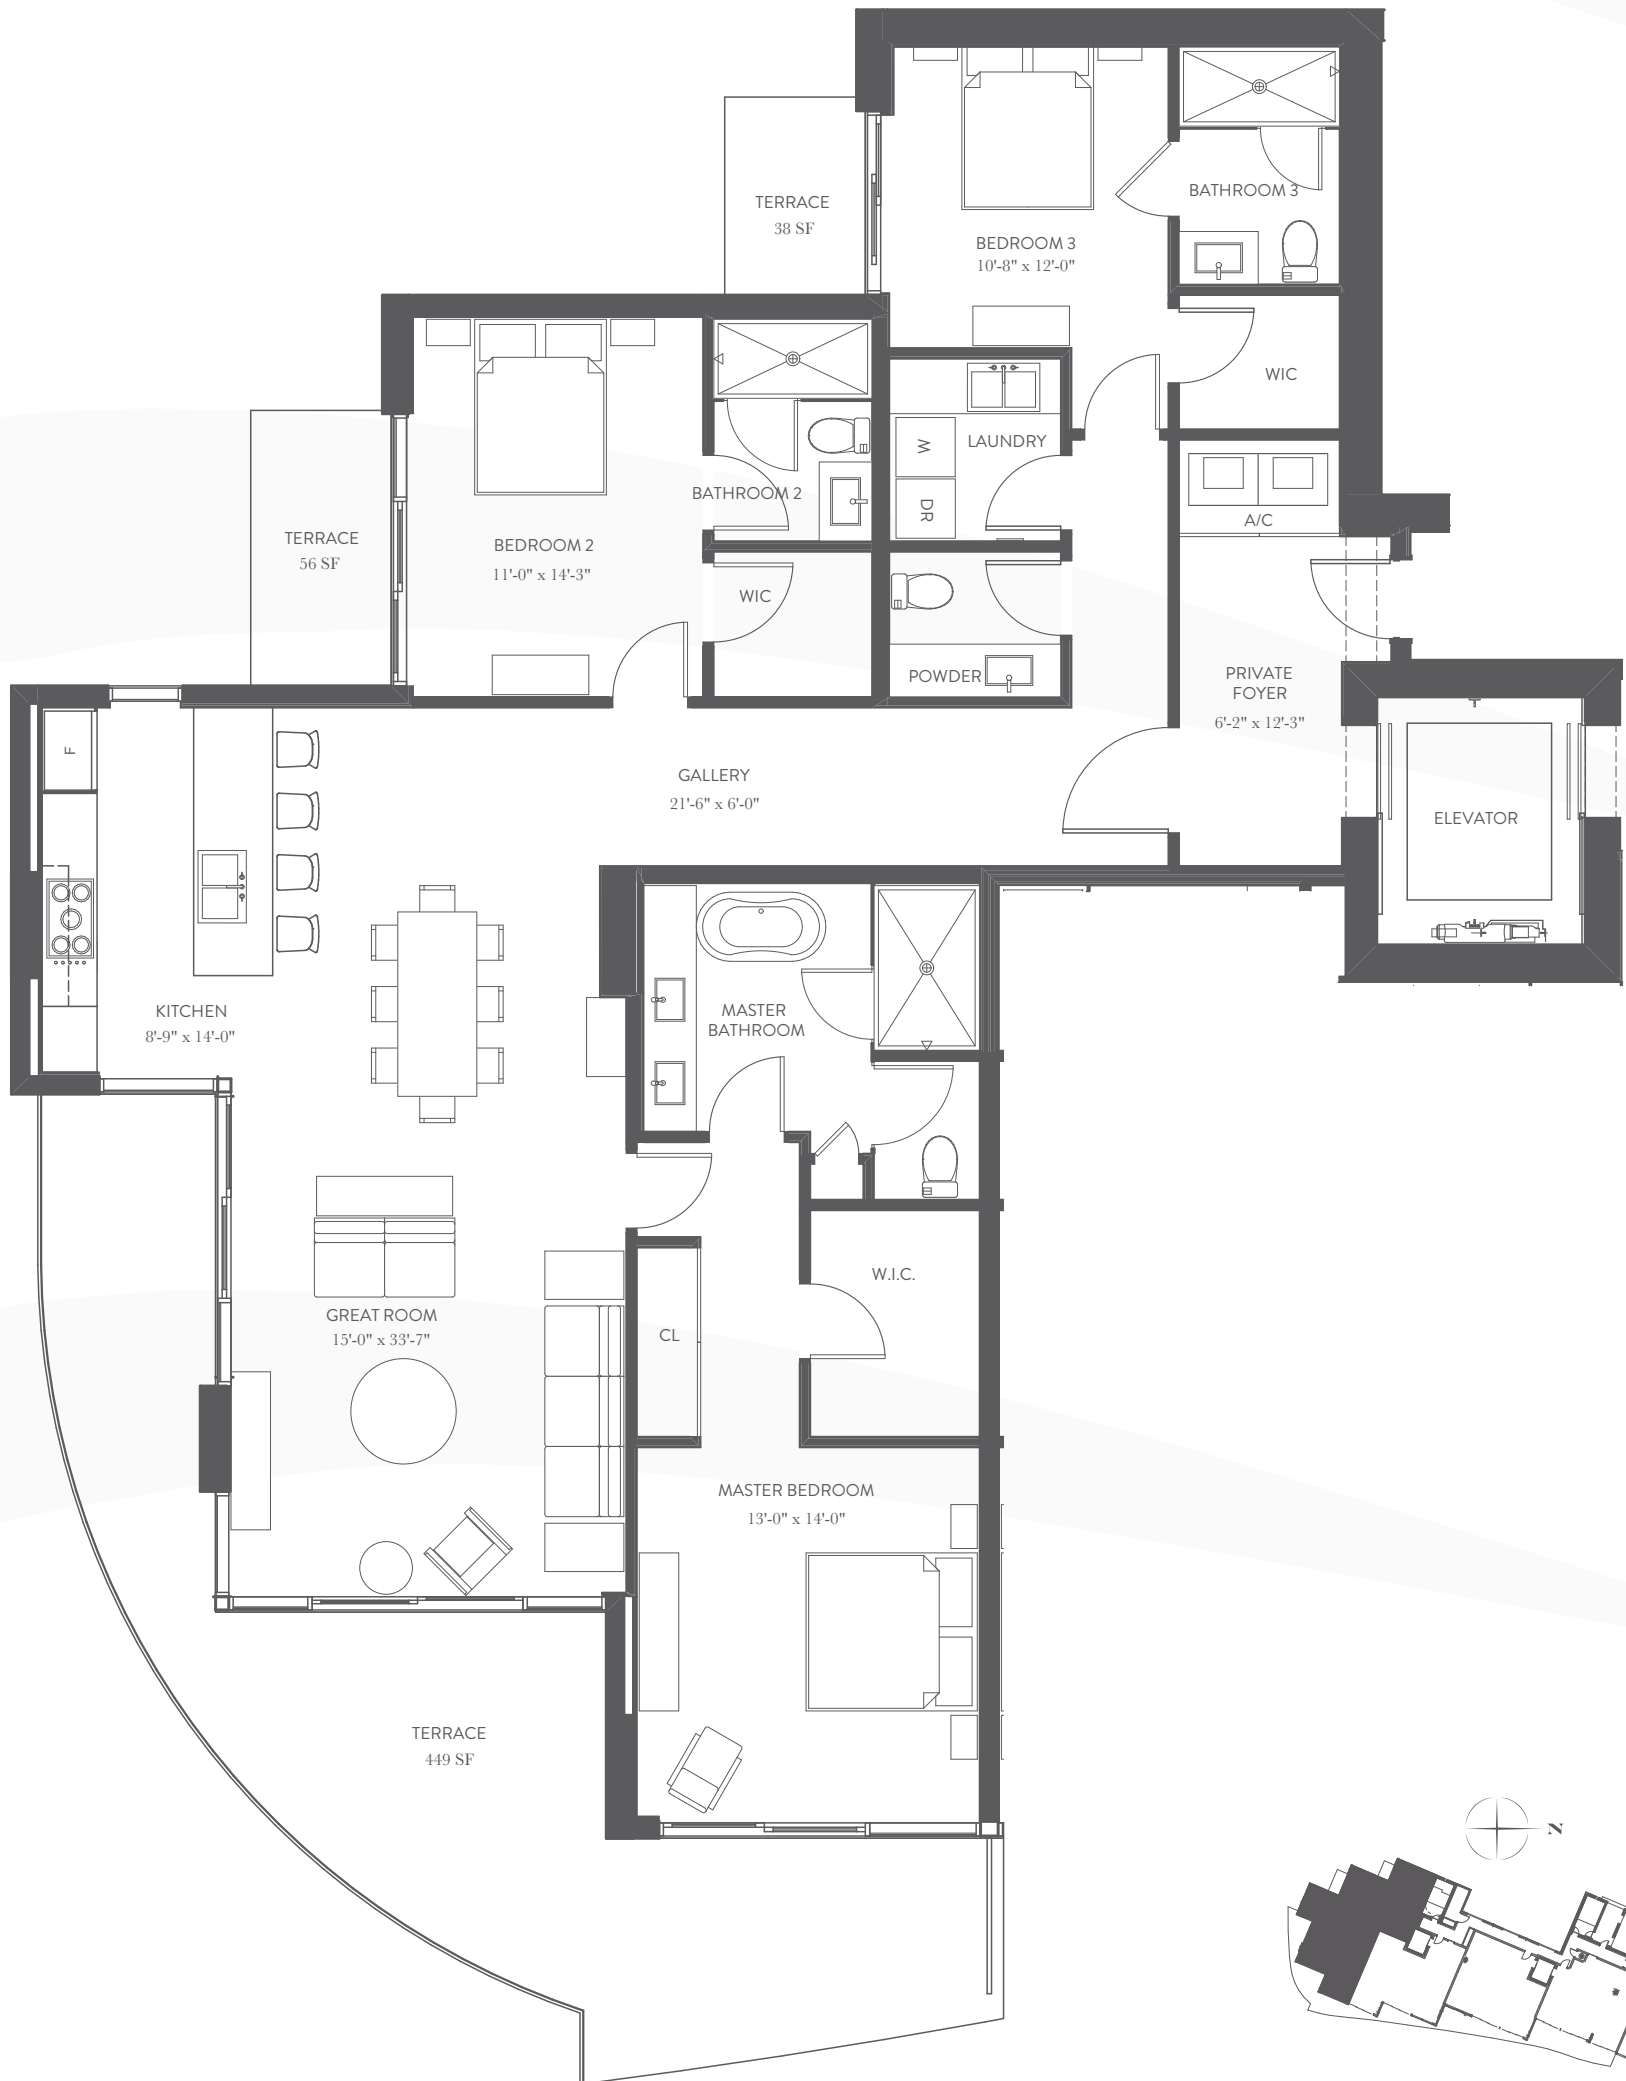 TERRACE
38 SF
BEDROOM 3
10'-8" x 12'-0"
BATHROOM 3
WIC
TERRACE
56 SF
BEDROOM 2
11'-0" x 14'-3"
BATHROOM 2
WIC
LAUNDRY
W
DR
A/C
POWDER
PRIVATE
FOYER
6'-2" x 12'-3"
ELEVATOR
F
GALLERY
21'-6" x 6'-0"
KITCHEN
8'-9" x 14'-0"
MASTER
BATHROOM
GREAT ROOM
15'-0" x 33'-7"
CL
W.I.C.
MASTER BEDROOM
13'-0" x 14'-0"
TERRACE
449 SF
N